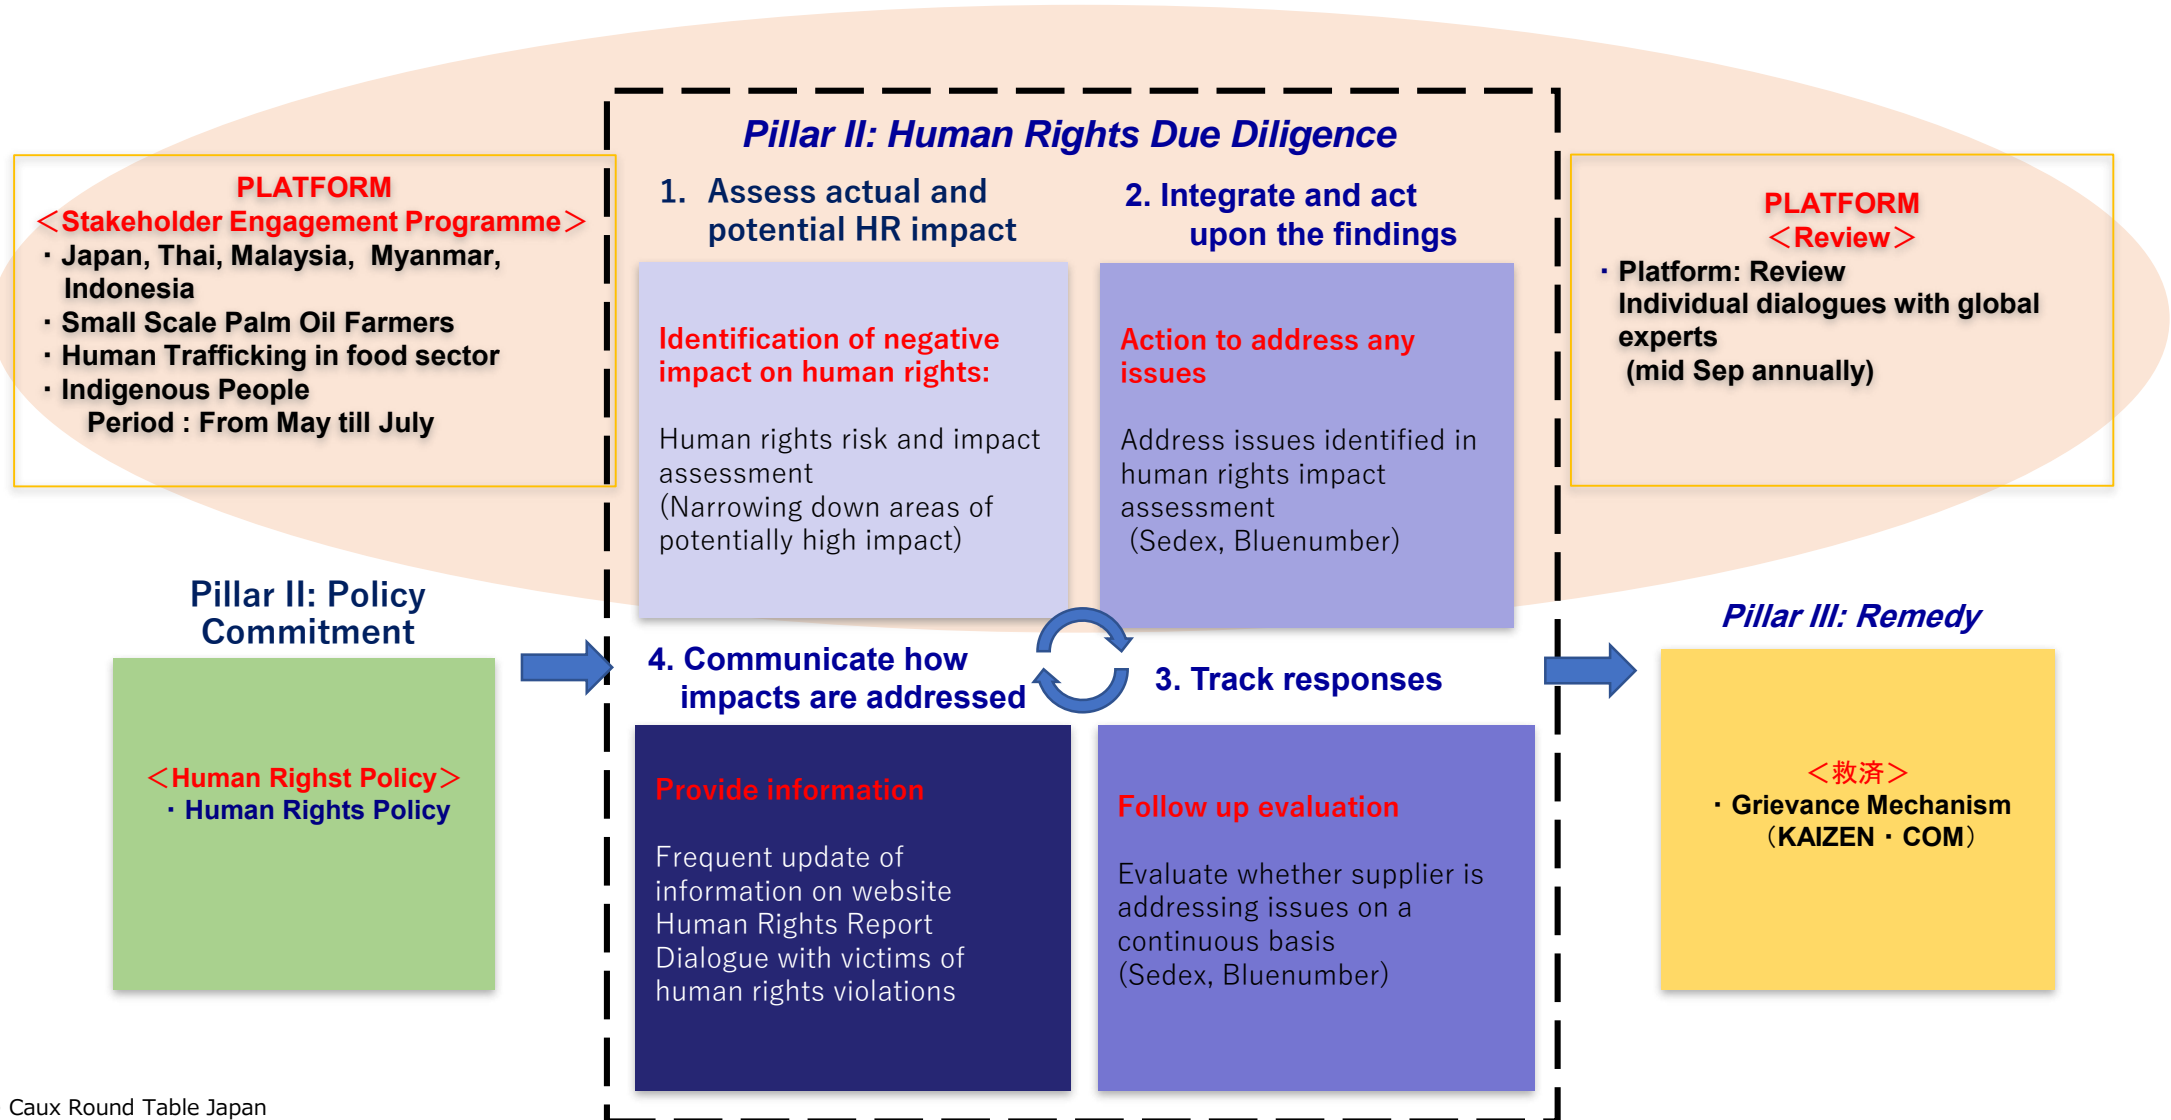 Pillar II: Human Rights Due Diligence
PLATFORM
＜Stakeholder Engagement Programme＞
・Japan, Thai, Malaysia, Myanmar,
Indonesia
・Small Scale Palm Oil Farmers
・Human Trafficking in food sector
・Indigenous People
Period : From May till July
1. Assess actual and
potential HR impact
Identification of negative
impact on human rights:
Human rights risk and impact
assessment
(Narrowing down areas of
potentially high impact)
2. Integrate and act
upon the findings
Action to address any
issues
Address issues identified in
human rights impact
assessment
(Sedex, Bluenumber)
PLATFORM
＜Review＞
・Platform: Review
Individual dialogues with global
experts
(mid Sep annually)
Pillar II: Policy
Commitment
＜Human Righst Policy＞
・Human Rights Policy
4. Communicate how
impacts are addressed
Provide information
Frequent update of
information on website
Human Rights Report
Dialogue with victims of
human rights violations
3. Track responses
Follow up evaluation
Evaluate whether supplier is
addressing issues on a
continuous basis
(Sedex, Bluenumber)
Pillar III: Remedy
＜救済＞
・Grievance Mechanism
（KAIZEN・COM）
Caux Round Table Japan